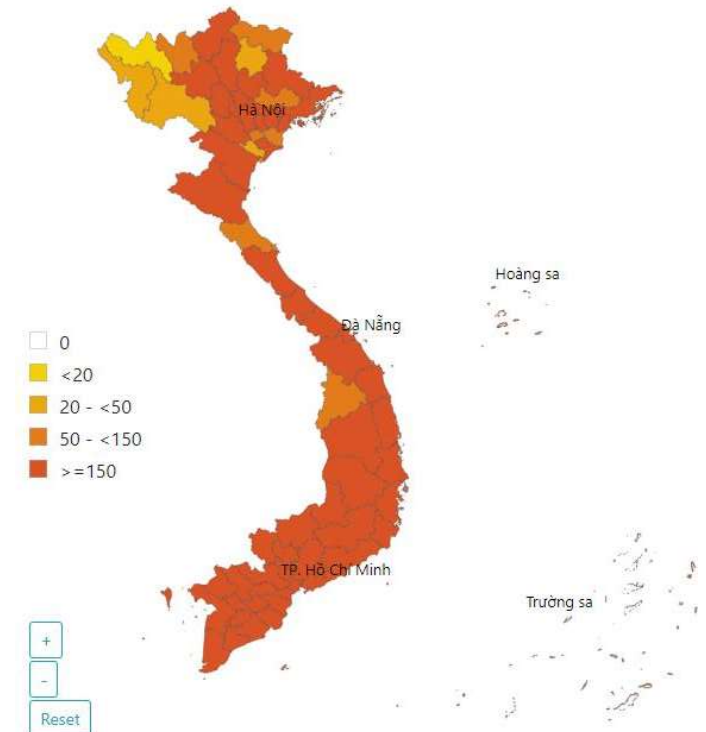 Hà Nội
Hoàng sa
Đà Nẵng
0
<20
20 - <50
50 - <150
>=150
TP. Hồ Chí Minh
Trường sa
+
-
Reset